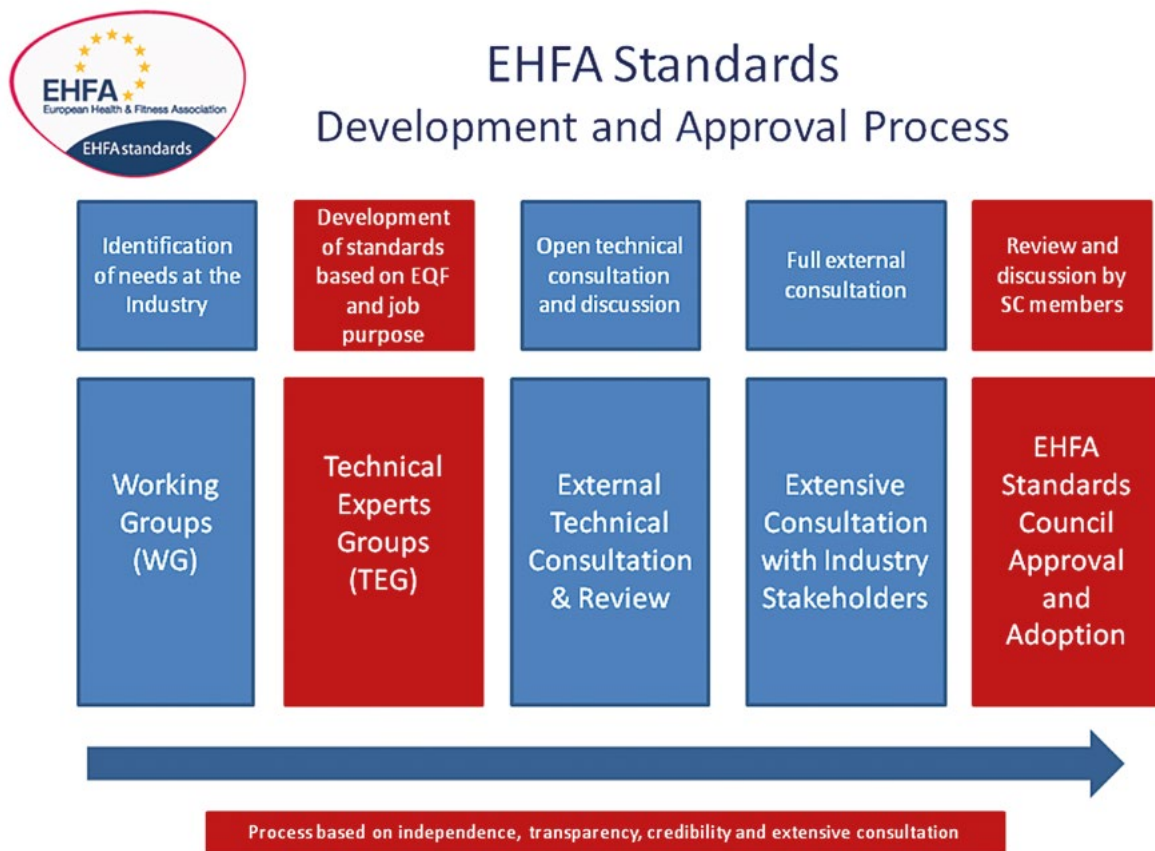 EHFA
European Health & Fitness Association
EHFA standards
EHFA Standards
Development and Approval Process
Identification
of needs at the
Industry
Development
of standards
based on EQF
and job
purpose
Open technical
consultation
and discussion
Full external
consultation
Review and
discussion by
SC members
Working
Groups
(WG)
Technical
Experts
Groups
(TEG)
External
Technical
Consultation
& Review
Extensive
Consultation
with Industry
Stakeholders
EHFA
Standards
Council
Approval
and
Adoption
Process based on independence, transparency, credibility and extensive consultation